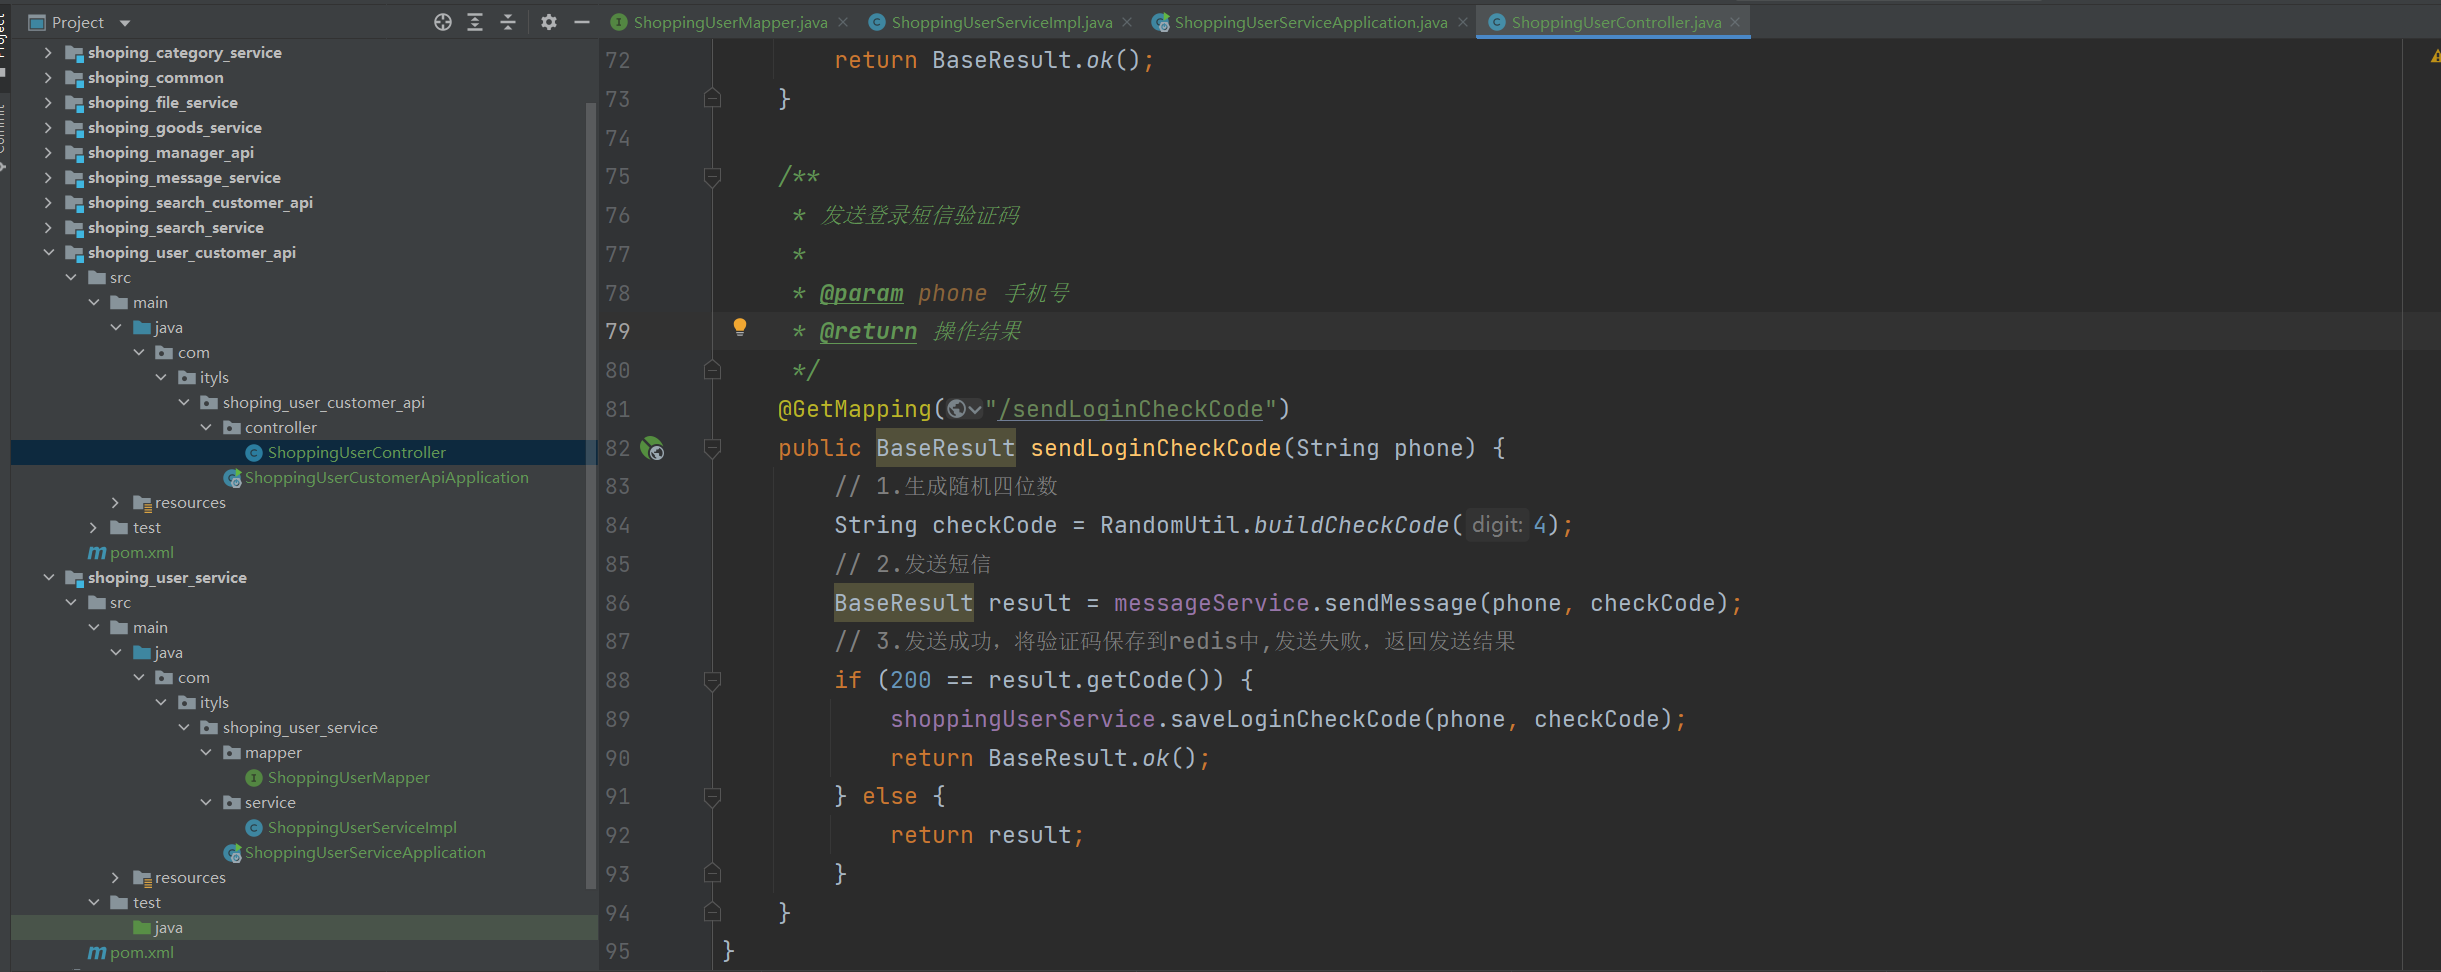 Project
shoping_category_service
shoping_common
shoping_file_service
shoping_goods_service
shoping_manager_api
shoping_message_service
shoping_search_customer_api
shoping_search_service
shoping_user_customer_api
src
main
java
com
ityls
shoping_user_customer_api
controller
ShoppingUserController
ShoppingUserCustomerApiApplication
resources
test
pom.xml
shoping_user_service
src
main
java
com
ityls
shoping_user_service
mapper
ShoppingUserMapper
service
ShoppingUserServiceImpl
ShoppingUserServiceApplication
resources
test
java
pom.xml
ShoppingUserMapper.java
ShoppingUserServiceImpl.java
ShoppingUserServiceApplication.java
ShoppingUserController.java
72 return BaseResult.ok();
73 }
74
75 /**
76 * 发送登录短信验证码
77 *
78 * @param phone 手机号
79 * @return 操作结果
80 */
81 @GetMapping("/sendLoginCheckCode")
82 public BaseResult sendLoginCheckCode(String phone) {
83 // 1.生成随机四位数
84 String checkCode = RandomUtil.buildCheckCode( digit: 4);
85 // 2.发送短信
86 BaseResult result = messageService.sendMessage(phone, checkCode);
87 // 3.发送成功，将验证码保存到redis中,发送失败，返回发送结果
88 if (200 == result.getCode()) {
89 shoppingUserService.saveLoginCheckCode(phone, checkCode);
90 return BaseResult.ok();
91 } else {
92 return result;
93 }
94 }
95 }